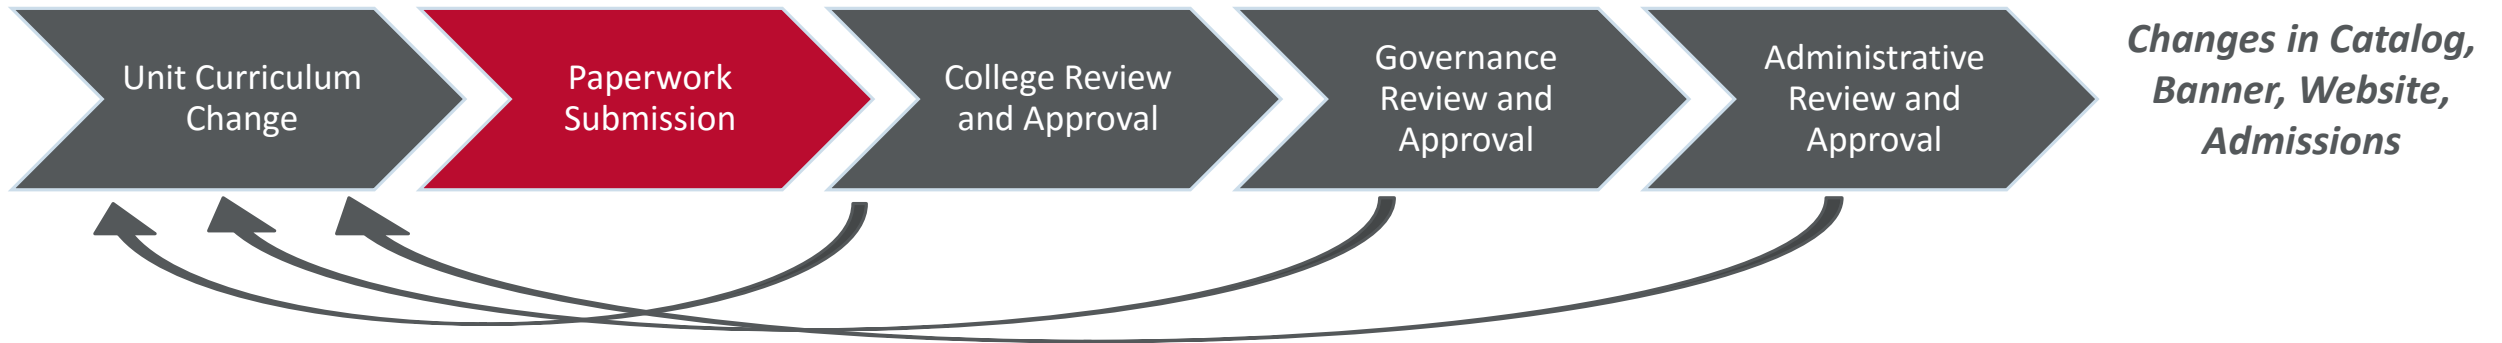 Unit Curriculum
Change
Paperwork
Submission
College Review
and Approval
Governance
Review and
Approval
Administrative
Review and
Approval
Changes in Catalog,
Banner, Website,
Admissions